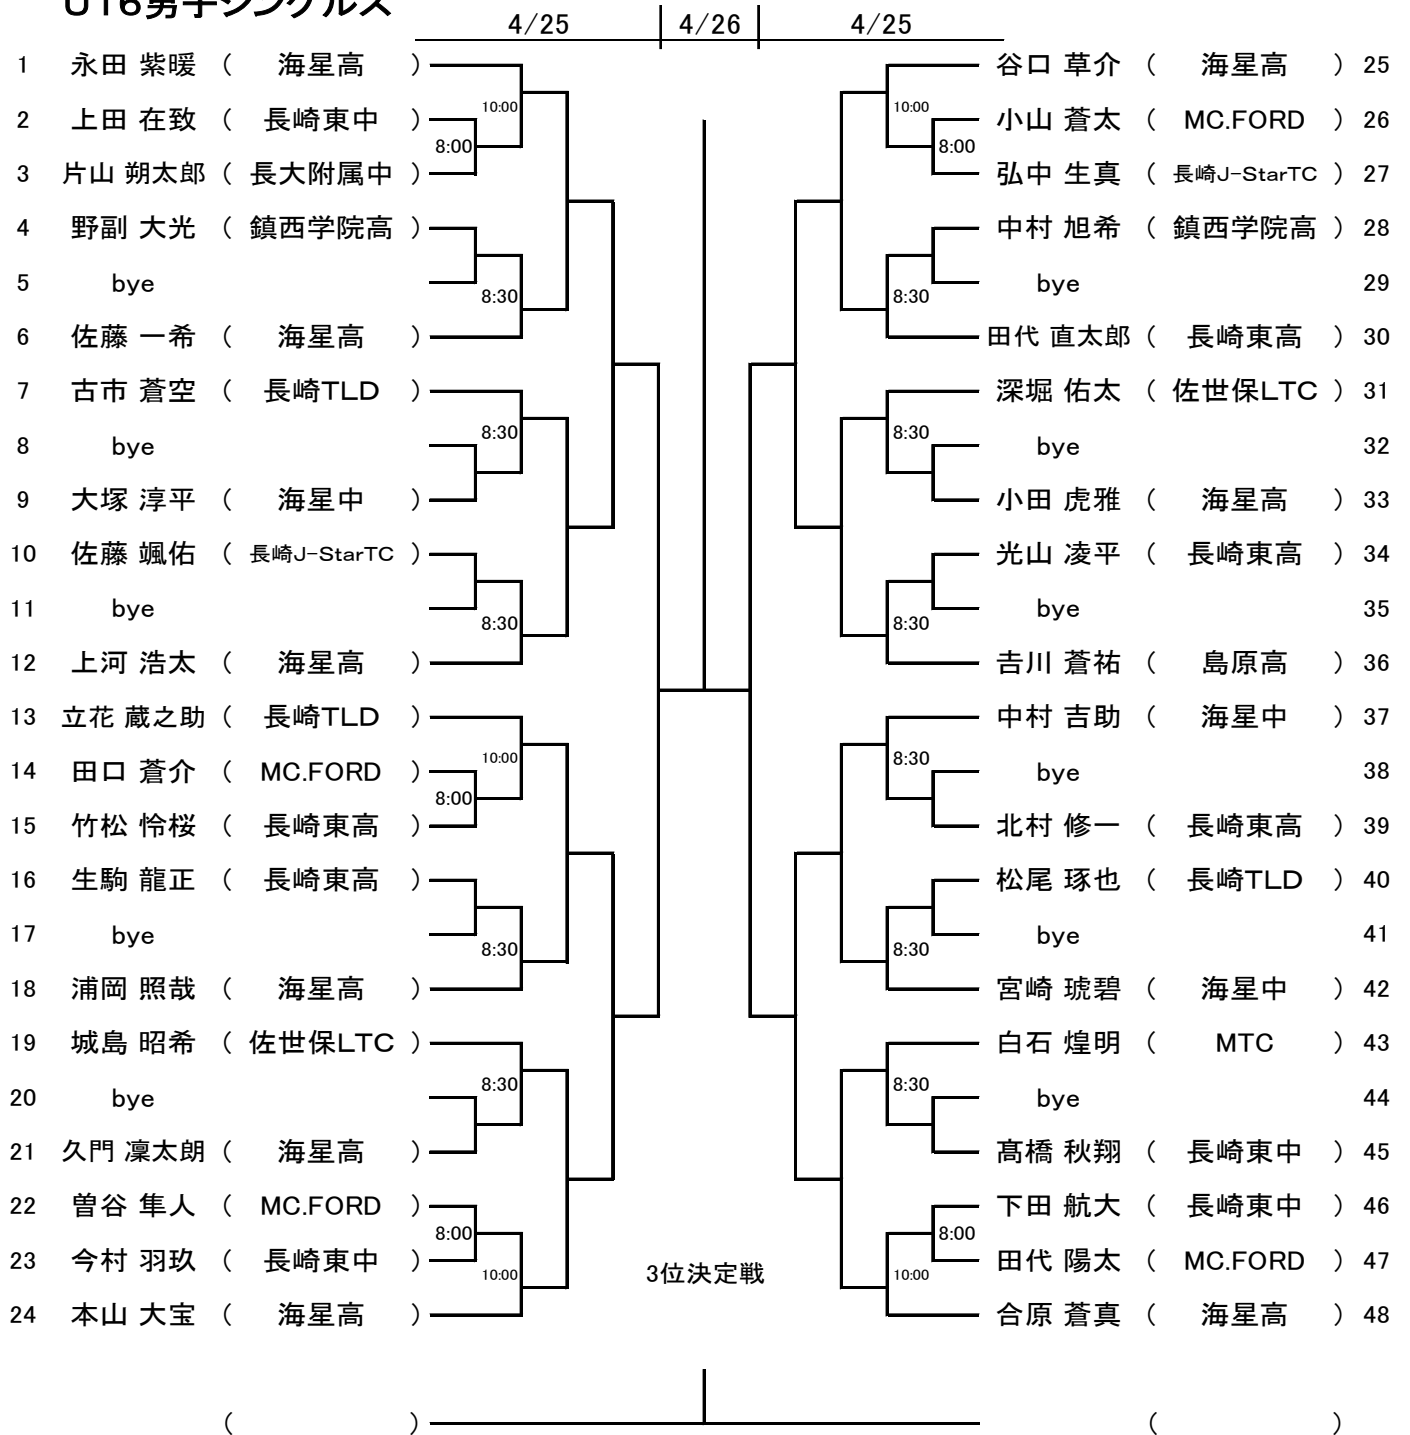 U16男子シングルス
4/25 4/26 4/25
1 永田 紫暖 ( 海星高 ) 谷口 草介 ( 海星高 ) 25
10:00 10:00
2 上田 在致 ( 長崎東中 ) 小山 蒼太 ( MC.FORD ) 26
8:00 8:00
3 片山 朔太郎 ( 長大附属中 ) 弘中 生真 ( 長崎J-StarTC ) 27
4 野副 大光 ( 鎮西学院高 ) 中村 旭希 ( 鎮西学院高 ) 28
5 bye bye 29
8:30 8:30
6 佐藤 一希 ( 海星高 ) 田代 直太郎 ( 長崎東高 ) 30
7 古市 蒼空 ( 長崎TLD ) 深堀 佑太 ( 佐世保LTC ) 31
8:30 8:30
8 bye bye 32
9 大塚 淳平 ( 海星中 ) 小田 虎雅 ( 海星高 ) 33
10 佐藤 颯佑 ( 長崎J-StarTC ) 光山 凌平 ( 長崎東高 ) 34
11 bye bye 35
8:30 8:30
12 上河 浩太 ( 海星高 ) 𠮷川 蒼祐 ( 島原高 ) 36
13 立花 蔵之助 ( 長崎TLD ) 中村 吉助 ( 海星中 ) 37
10:00 8:30
14 田口 蒼介 ( MC.FORD ) bye 38
8:00
15 竹松 怜桜 ( 長崎東高 ) 北村 修一 ( 長崎東高 ) 39
16 生駒 龍正 ( 長崎東高 ) 松尾 琢也 ( 長崎TLD ) 40
17 bye bye 41
8:30 8:30
18 浦岡 照哉 ( 海星高 ) 宮崎 琥碧 ( 海星中 ) 42
19 城島 昭希 ( 佐世保LTC ) 白石 煌明 ( MTC ) 43
8:30 8:30
20 bye bye 44
21 久門 凜太朗 ( 海星高 ) 髙橋 秋翔 ( 長崎東中 ) 45
22 曽谷 隼人 ( MC.FORD ) 下田 航大 ( 長崎東中 ) 46
8:00 8:00
23 今村 羽玖 ( 長崎東中 ) 田代 陽太 ( MC.FORD ) 47
10:00 3位決定戦 10:00
24 本山 大宝 ( 海星高 ) 合原 蒼真 ( 海星高 ) 48
( ) ( )